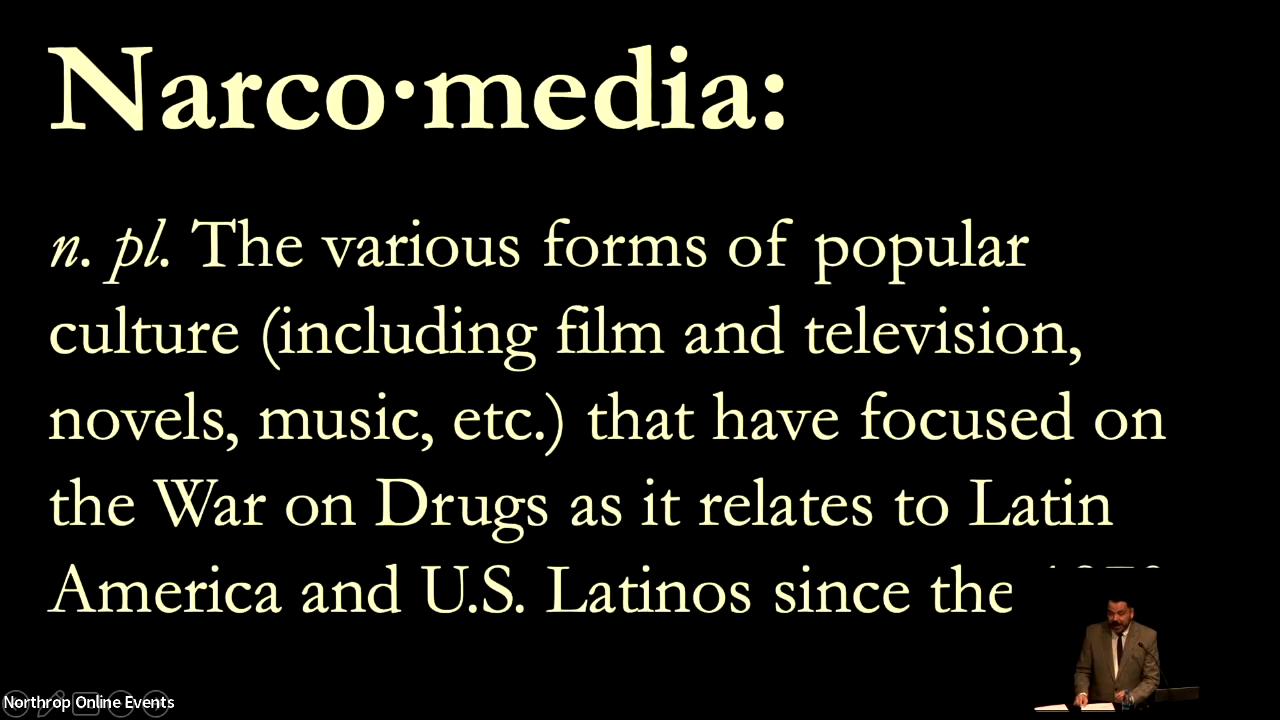 Narco·media:
n. pl. The various forms of popular
culture (including film and television,
novels, music, etc.) that have focused on
the War on Drugs as it relates to Latin
America and U.S. Latinos since the
Northrop Online Events